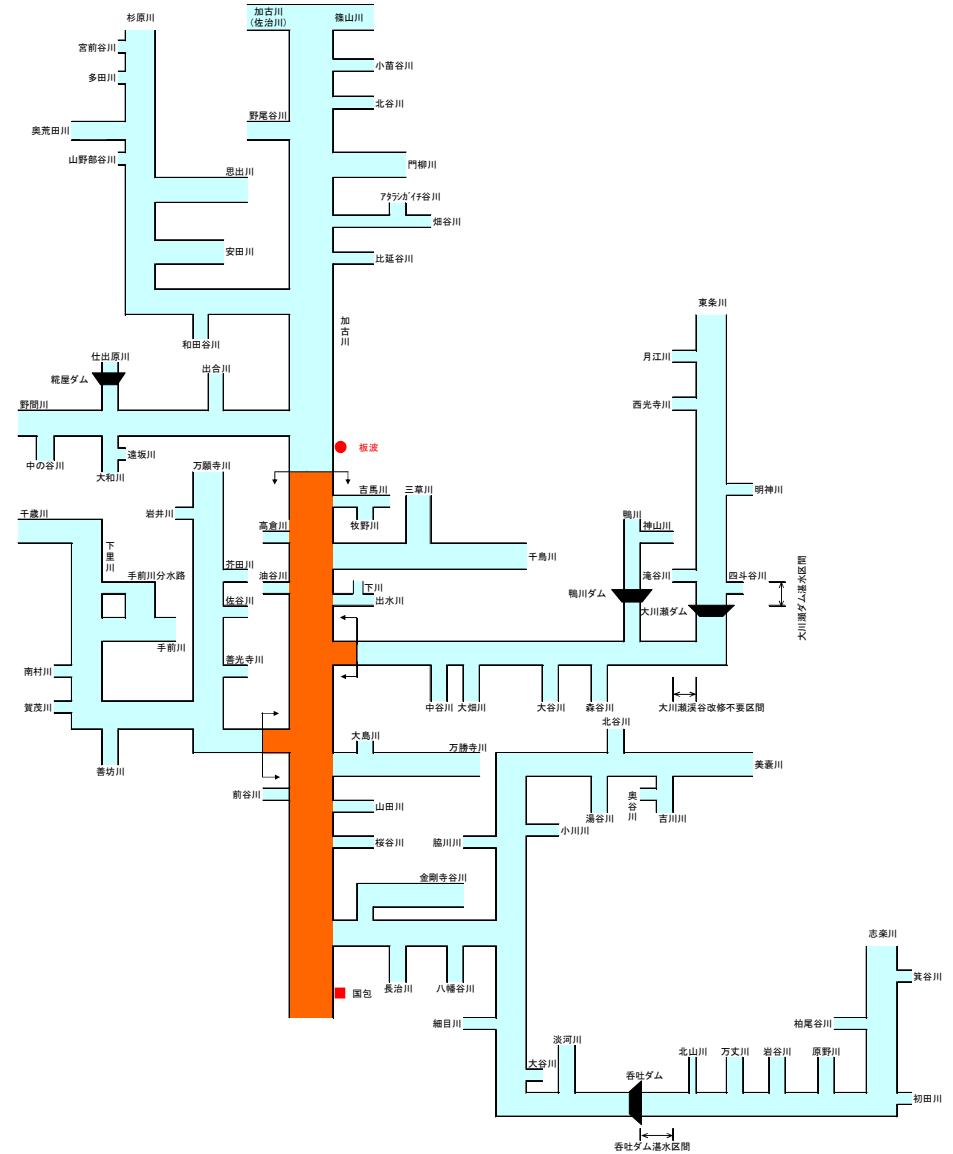 加古川
(佐治川)
篠山川
杉原川
宮前谷川
多田川
奥荒田川
山野部谷川
思出川
安田川
和田谷川
野尾谷川
小苗谷川
北谷川
門柳川
アタラシガイチ谷川
畑谷川
比延谷川
加古川
仕出原川
糀屋ダム
出合川
野間川
中の谷川
大和川
遠坂川
板波
万願寺川
岩井川
千歳川
下里川
手前川分水路
手前川
芥田川
佐谷川
善光寺川
南村川
賀茂川
善坊川
高倉川
油谷川
吉馬川
牧野川
三草川
千鳥川
下川
出水川
東条川
月江川
西光寺川
明神川
鴨川
神山川
滝谷川
四斗谷川
鴨川ダム
大川瀬ダム
大川瀬ダム湛水区間
中谷川
大畑川
大谷川
森谷川
大川瀬渓谷改修不要区間
前谷川
大島川
万勝寺川
山田川
桜谷川
北谷川
美嚢川
湯谷川
奥谷川
吉川川
小川川
脇川川
金剛寺谷川
長治川
八幡谷川
国包
細目川
大谷川
淡河川
呑吐ダム
呑吐ダム湛水区間
北山川
万丈川
岩谷川
原野川
柏尾谷川
志楽川
箕谷川
初田川